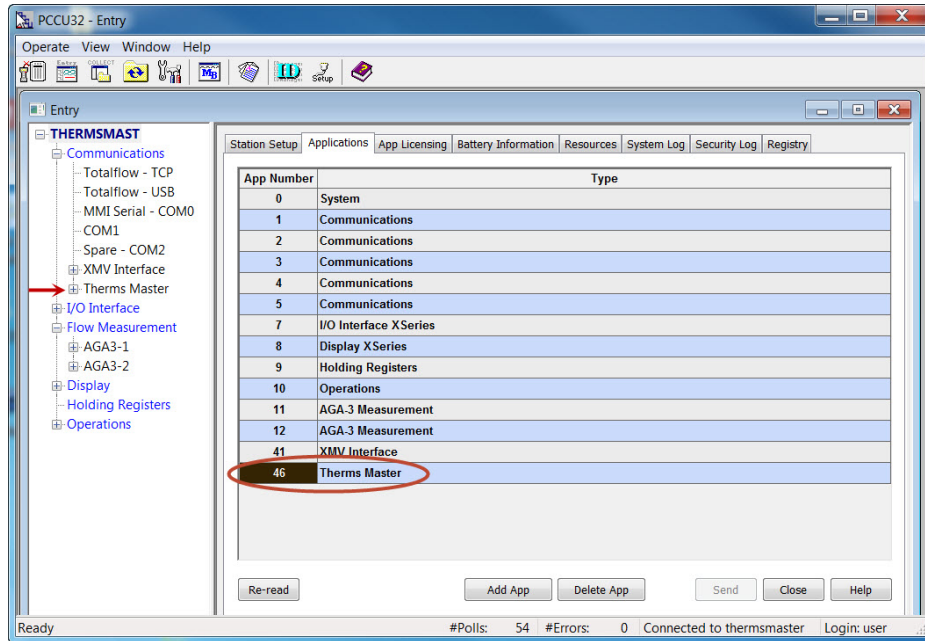 PCCU32 - Entry
Operate View Window Help
Entry COLLECT
MB ID Setup
Entry
THERMSMAST
Communications
Totalflow - TCP
Totalflow - USB
MMI Serial - COM0
COM1
Spare - COM2
XMV Interface
Therms Master
I/O Interface
Flow Measurement
AGA3-1
AGA3-2
Display
Holding Registers
Operations
Station Setup Applications App Licensing Battery Information Resources System Log Security Log Registry
App Number Type
0 System
1 Communications
2 Communications
3 Communications
4 Communications
5 Communications
7 I/O Interface XSeries
8 Display XSeries
9 Holding Registers
10 Operations
11 AGA-3 Measurement
12 AGA-3 Measurement
41 XMV Interface
46 Therms Master
Re-read Add App Delete App Send Close Help
Ready #Polls: 54 #Errors: 0 Connected to thermsmaster Login: user